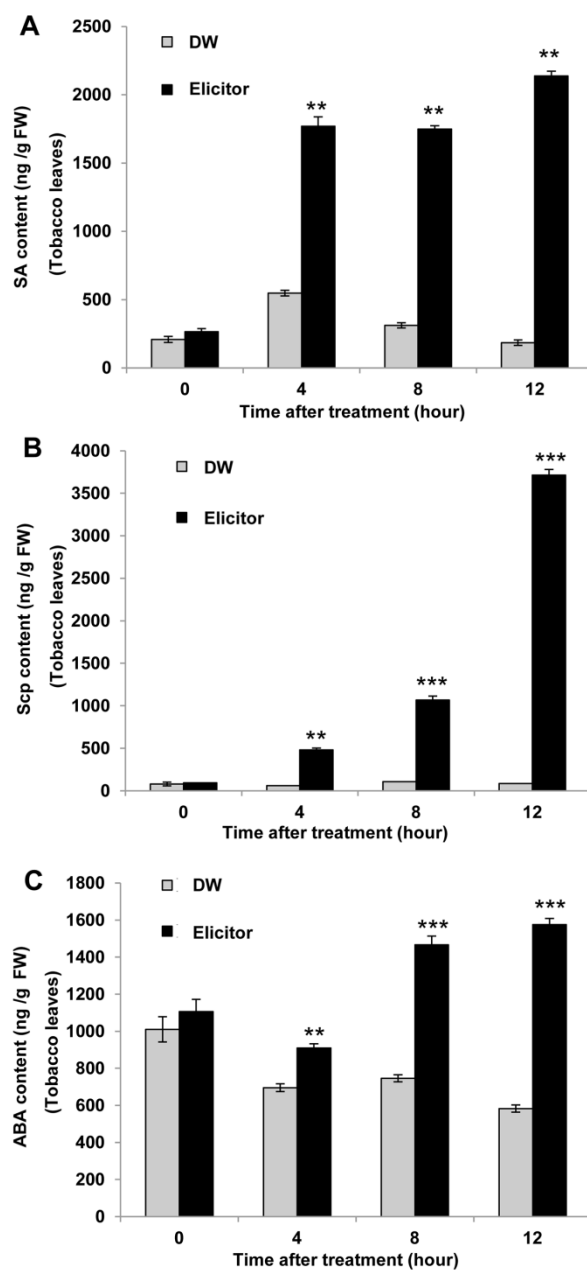 A
DW
Elicitor
SA content (ng /g FW)
(Tobacco leaves)
2500
2000
1500
1000
500
0
**
**
**
0 4 8 12
Time after treatment (hour)
B
DW
Elicitor
Scp content (ng /g FW)
(Tobacco leaves)
4000
3500
3000
2500
2000
1500
1000
500
0
**
***
***
0 4 8 12
Time after treatment (hour)
C
DW
Elicitor
ABA content (ng /g FW)
(Tobacco leaves)
1800
1600
1400
1200
1000
800
600
400
200
0
**
***
***
0 4 8 12
Time after treatment (hour)